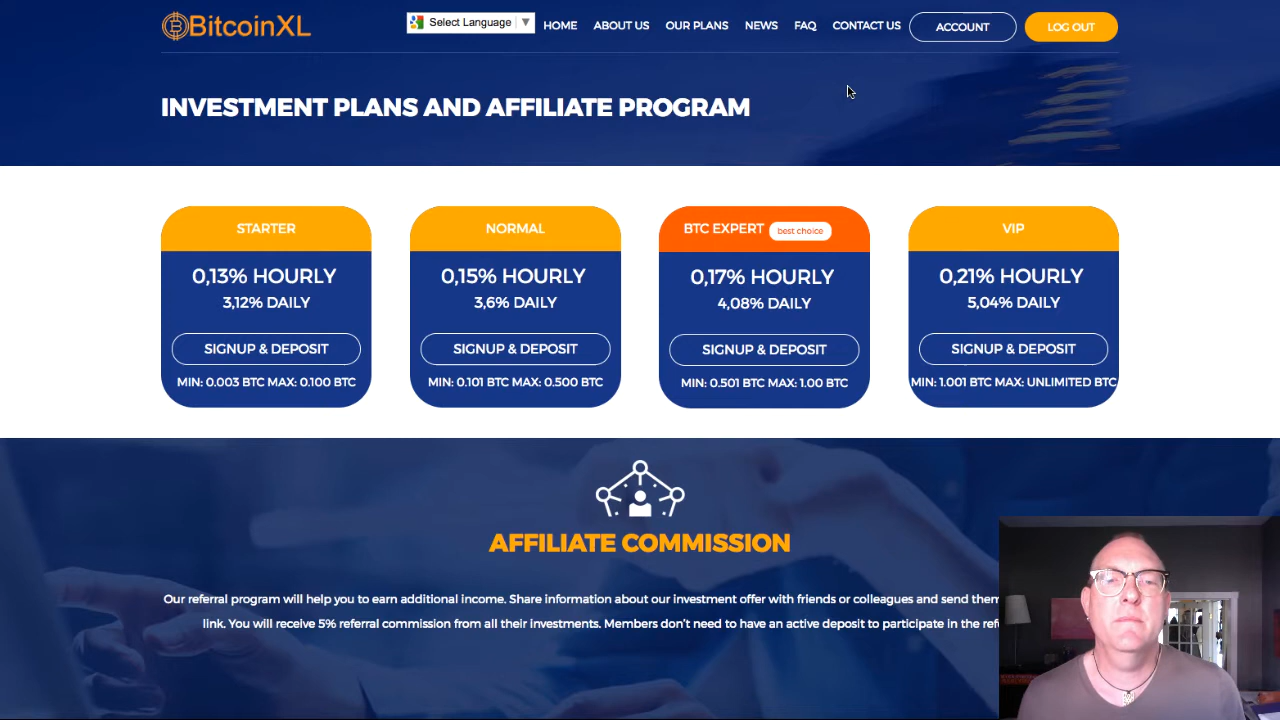 BitcoinXL
Select Language ▼
HOME
ABOUT US
OUR PLANS
NEWS
FAQ
CONTACT US
ACCOUNT
LOG OUT
INVESTMENT PLANS AND AFFILIATE PROGRAM
STARTER
0,13% HOURLY
3,12% DAILY
SIGNUP & DEPOSIT
MIN: 0.003 BTC MAX: 0.100 BTC
NORMAL
0,15% HOURLY
3,6% DAILY
SIGNUP & DEPOSIT
MIN: 0.101 BTC MAX: 0.500 BTC
BTC EXPERT best choice
0,17% HOURLY
4,08% DAILY
SIGNUP & DEPOSIT
MIN: 0.501 BTC MAX: 1.00 BTC
VIP
0,21% HOURLY
5,04% DAILY
SIGNUP & DEPOSIT
MIN: 1.001 BTC MAX: UNLIMITED BTC
AFFILIATE COMMISSION
Our referral program will help you to earn additional income. Share information about our investment offer with friends or colleagues and send
link. You will receive 5% referral commission from all their investments. Members don't need to have an active deposit to participate in the